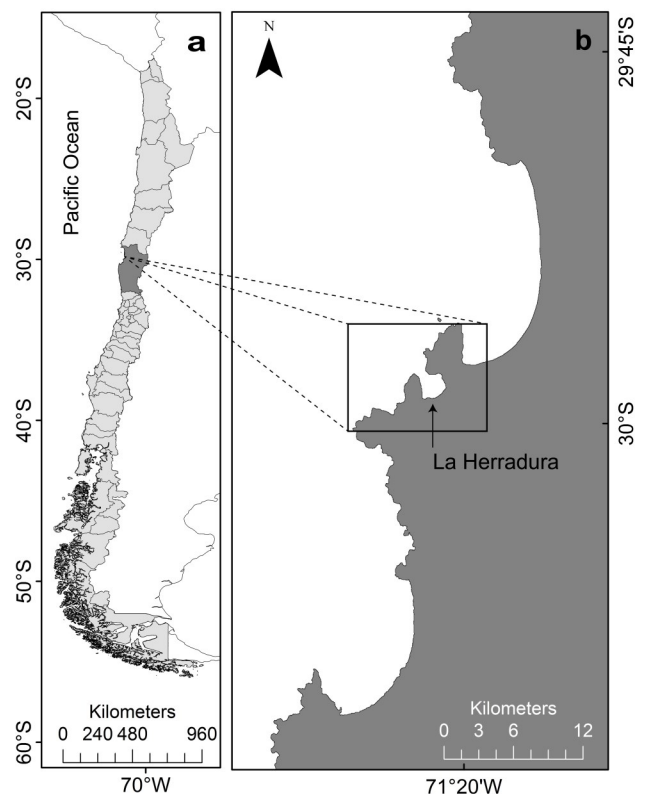 a
Pacific Ocean
20°S
30°S
40°S
50°S
60°S
Kilometers
0 240 480 960
70°W
b
N
29°45'S
30°S
La Herradura
Kilometers
0 3 6 12
71°20'W